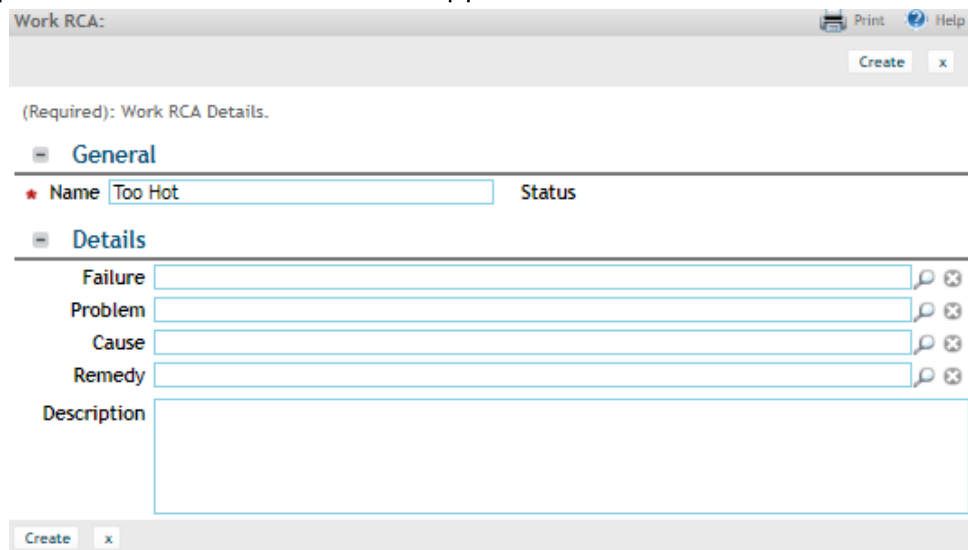 Work RCA: Print Help
Create x
(Required): Work RCA Details.
General
* Name Too Hot Status
Details
Failure
Problem
Cause
Remedy
Description
Create x